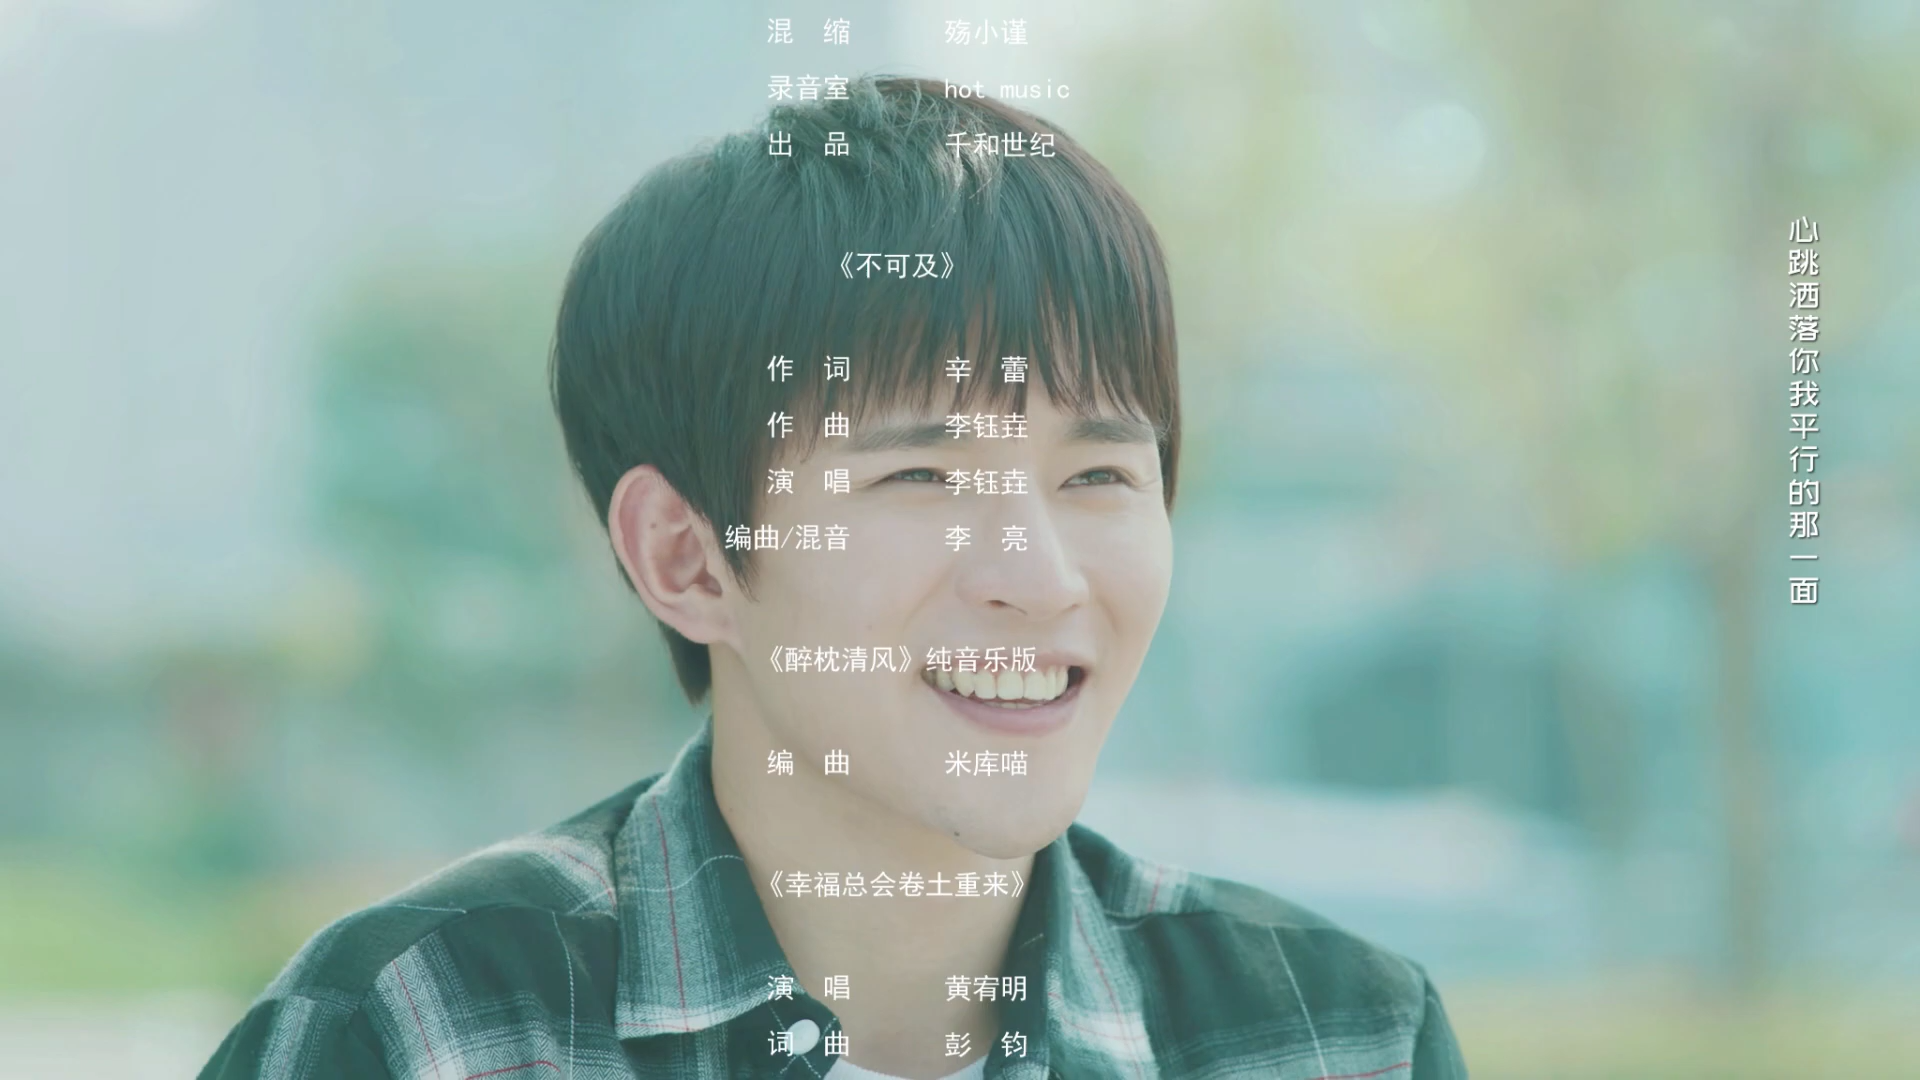 混 缩 殇小谨
录音室 hot music
出 品 千和世纪
《不可及》
作 词 辛 蕾
作 曲 李钰垚
演 唱 李钰垚
编曲/混音 李 亮
《醉枕清风》纯音乐版
编 曲 米库喵
《幸福总会卷土重来》
演 唱 黄宥明
词 曲 彭 钧
心跳洒落你我平行的那一面